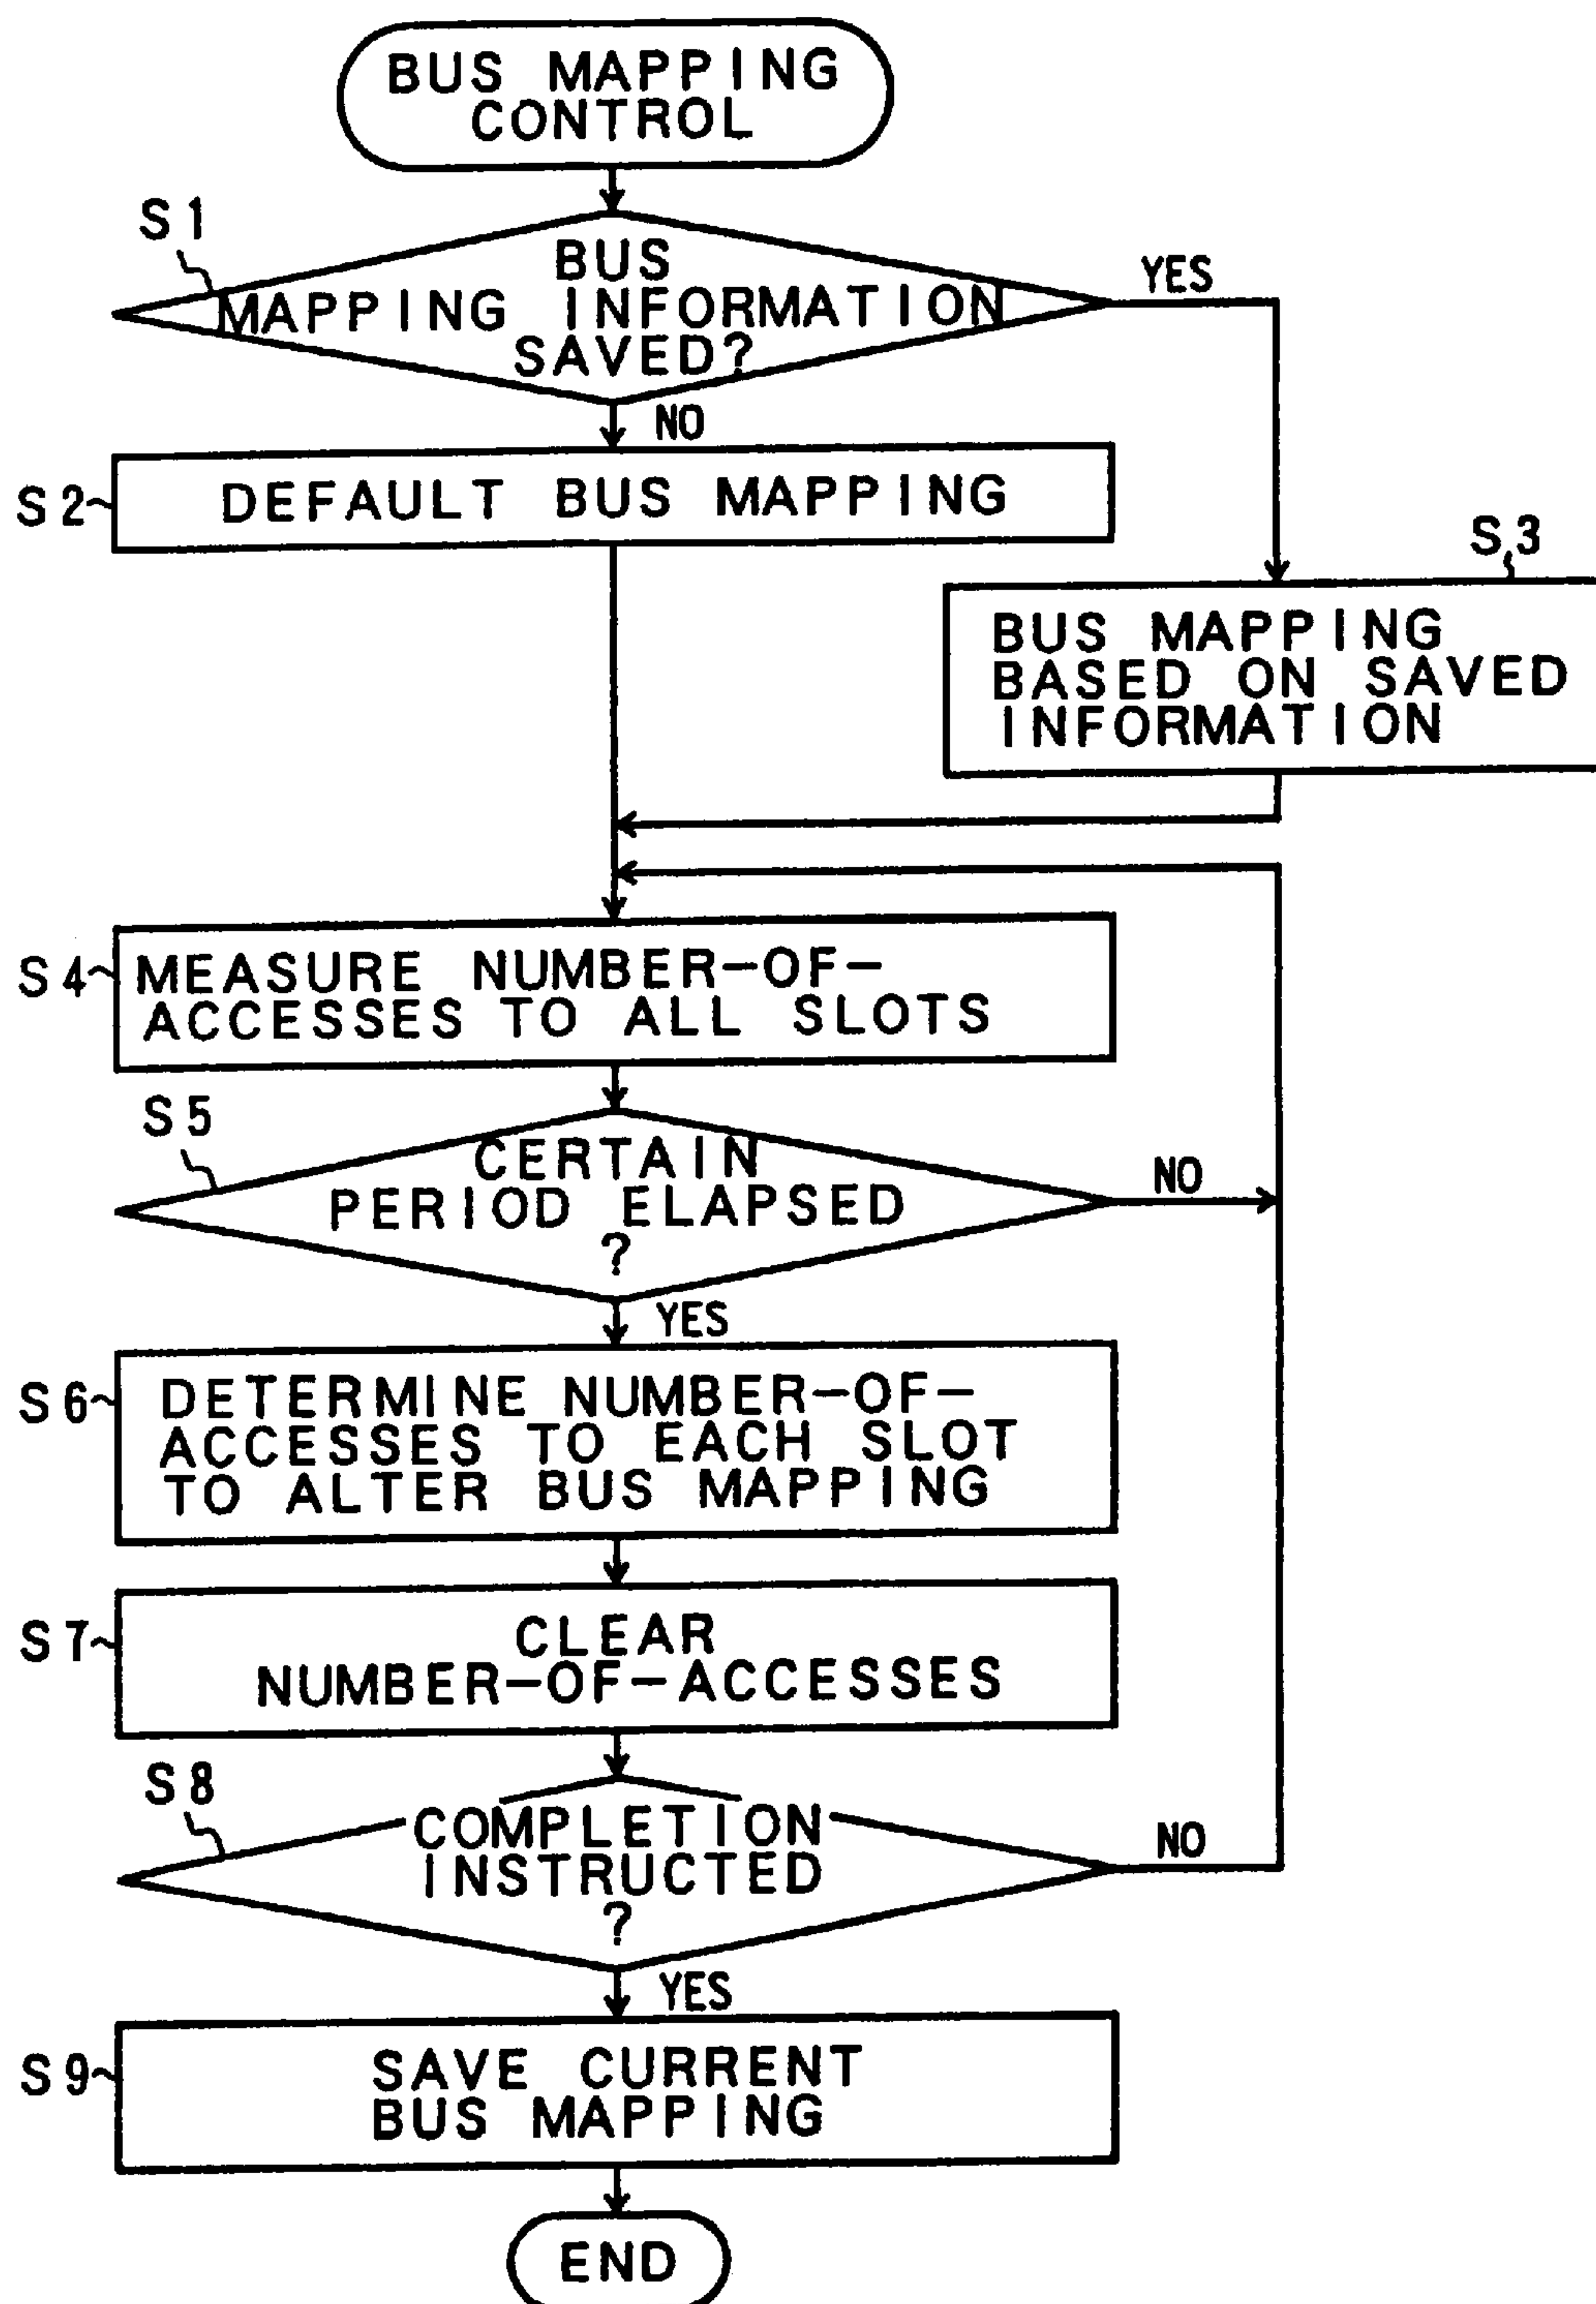 BUS MAPPING
CONTROL
S1
BUS
MAPPING INFORMATION
SAVED?
YES
NO
S2
DEFAULT BUS MAPPING
S3
BUS MAPPING
BASED ON SAVED
INFORMATION
S4
MEASURE NUMBER-OF-
ACCESSES TO ALL SLOTS
S5
CERTAIN
PERIOD ELAPSED
?
NO
YES
S6
DETERMINE NUMBER-OF-
ACCESSES TO EACH SLOT
TO ALTER BUS MAPPING
S7
CLEAR
NUMBER-OF-ACCESSES
S8
COMPLETION
INSTRUCTED
?
NO
YES
S9
SAVE CURRENT
BUS MAPPING
END